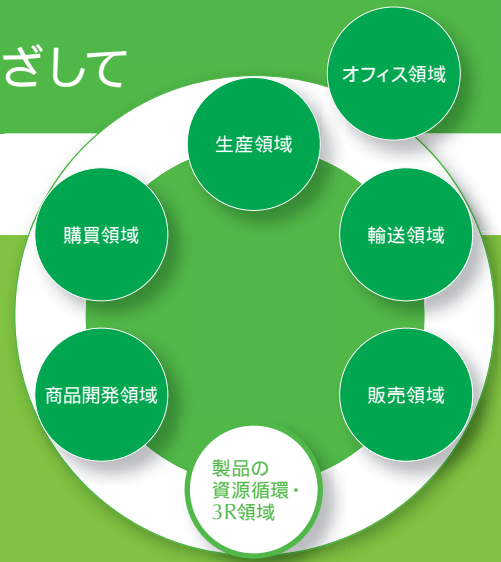 ざして
オフィス領域
生産領域
購買領域
輸送領域
商品開発領域
販売領域
製品の
資源循環・
3R領域